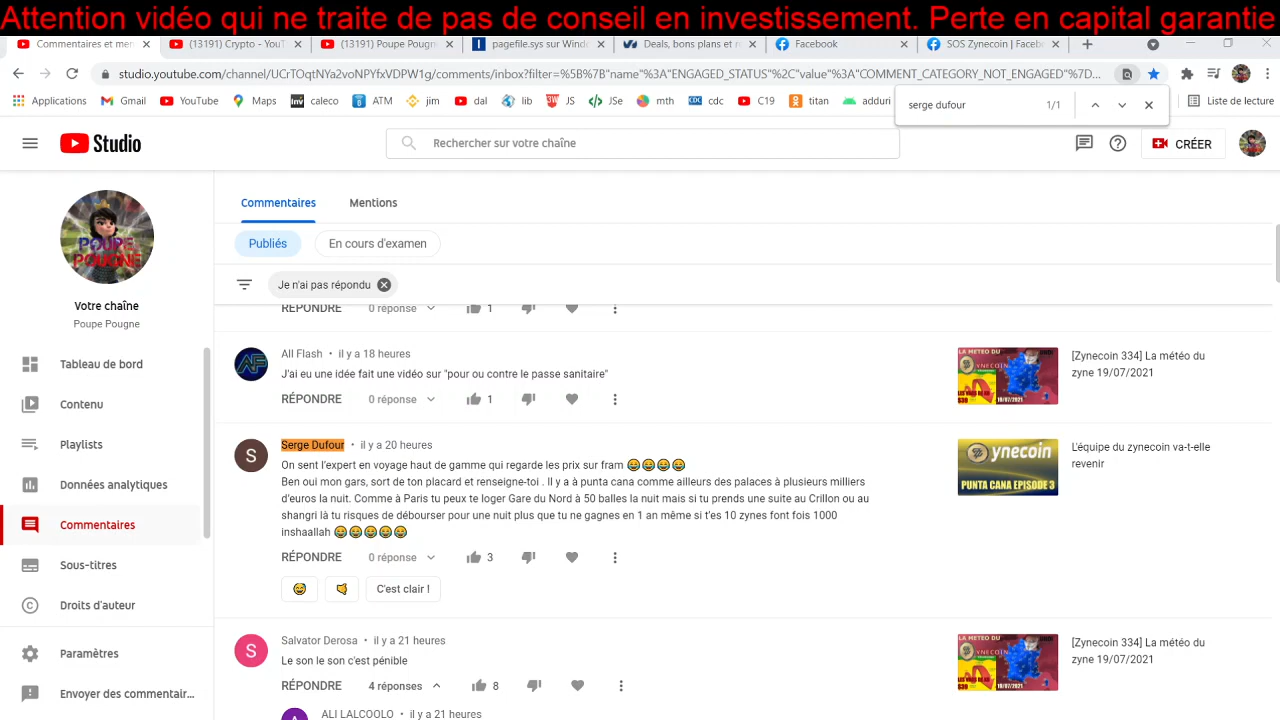 Attention vidéo qui ne traite de pas de conseil en investissement. Perte en capital garantie
Commentaires et men
(13191) Crypto - YouT
(13191) Poupe Pougn
pagefile.sys sur Windo
Deals, bons plans et re
Facebook
SOS Zynecoin | Faceb
studio.youtube.com/channel/UCrTOqtNYa2voNPYfxVDPW1g/comments/inbox?filter=%5B%7B"name"%3A"ENGAGED_STATUS"%2C"value"%3A"COMMENT_CATEGORY_NOT_ENGAGED"%7D...
Applications
Gmail
YouTube
Maps
caleco
ATM
jim
dal
lib
JS
JSe
mth
cdc
C19
titan
adduri
Liste de lecture
serge dufour
1/1
Studio
Rechercher sur votre chaîne
CRÉER
POUPE
POUGNE
Votre chaîne
Poupe Pougne
Tableau de bord
Contenu
Playlists
Données analytiques
Commentaires
Sous-titres
Droits d'auteur
Paramètres
Envoyer des commentair...
Commentaires
Mentions
Publiés
En cours d'examen
Je n'ai pas répondu
RÉPONDRE 0 réponse 1
All Flash • il y a 18 heures
J'ai eu une idée fait une vidéo sur "pour ou contre le passe sanitaire"
RÉPONDRE 0 réponse 1
[Zynecoin 334] La météo du
zyne 19/07/2021
Serge Dufour • il y a 20 heures
On sent l'expert en voyage haut de gamme qui regarde les prix sur fram 😂😂😂😂
Ben oui mon gars, sort de ton placard et renseigne-toi . Il y a à punta cana comme ailleurs des palaces à plusieurs milliers
d'euros la nuit. Comme à Paris tu peux te loger Gare du Nord à 50 balles la nuit mais si tu prends une suite au Crillon ou au
shangri là tu risques de débourser pour une nuit plus que tu ne gagnes en 1 an même si t'es 10 zynes font fois 1000
inshaallah 😂😂😂😂😂
RÉPONDRE 0 réponse 3
😅 🤙 C'est clair !
ynecoin
PUNTA CANA EPISODE 3
L'équipe du zynecoin va-t-elle
revenir
Salvator Derosa • il y a 21 heures
Le son le son c'est pénible
RÉPONDRE 4 réponses 8
[Zynecoin 334] La météo du
zyne 19/07/2021
ALI LALCOOLO • il y a 21 heures